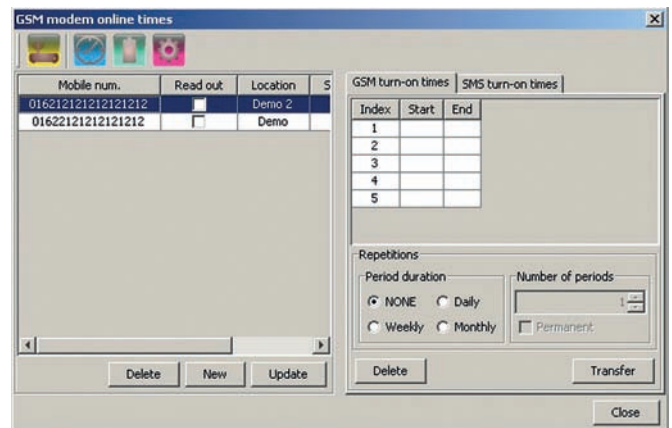 GSM modem online times
Mobile num. Read out Location S
016212121212121212 Demo 2
01622121212121212 Demo
Delete New Update
GSM turn-on times SMS turn-on times
Index Start End
1
2
3
4
5
Repetitions
Period duration
NONE Daily
Weekly Monthly
Number of periods
1
Permanent
Delete Transfer
Close